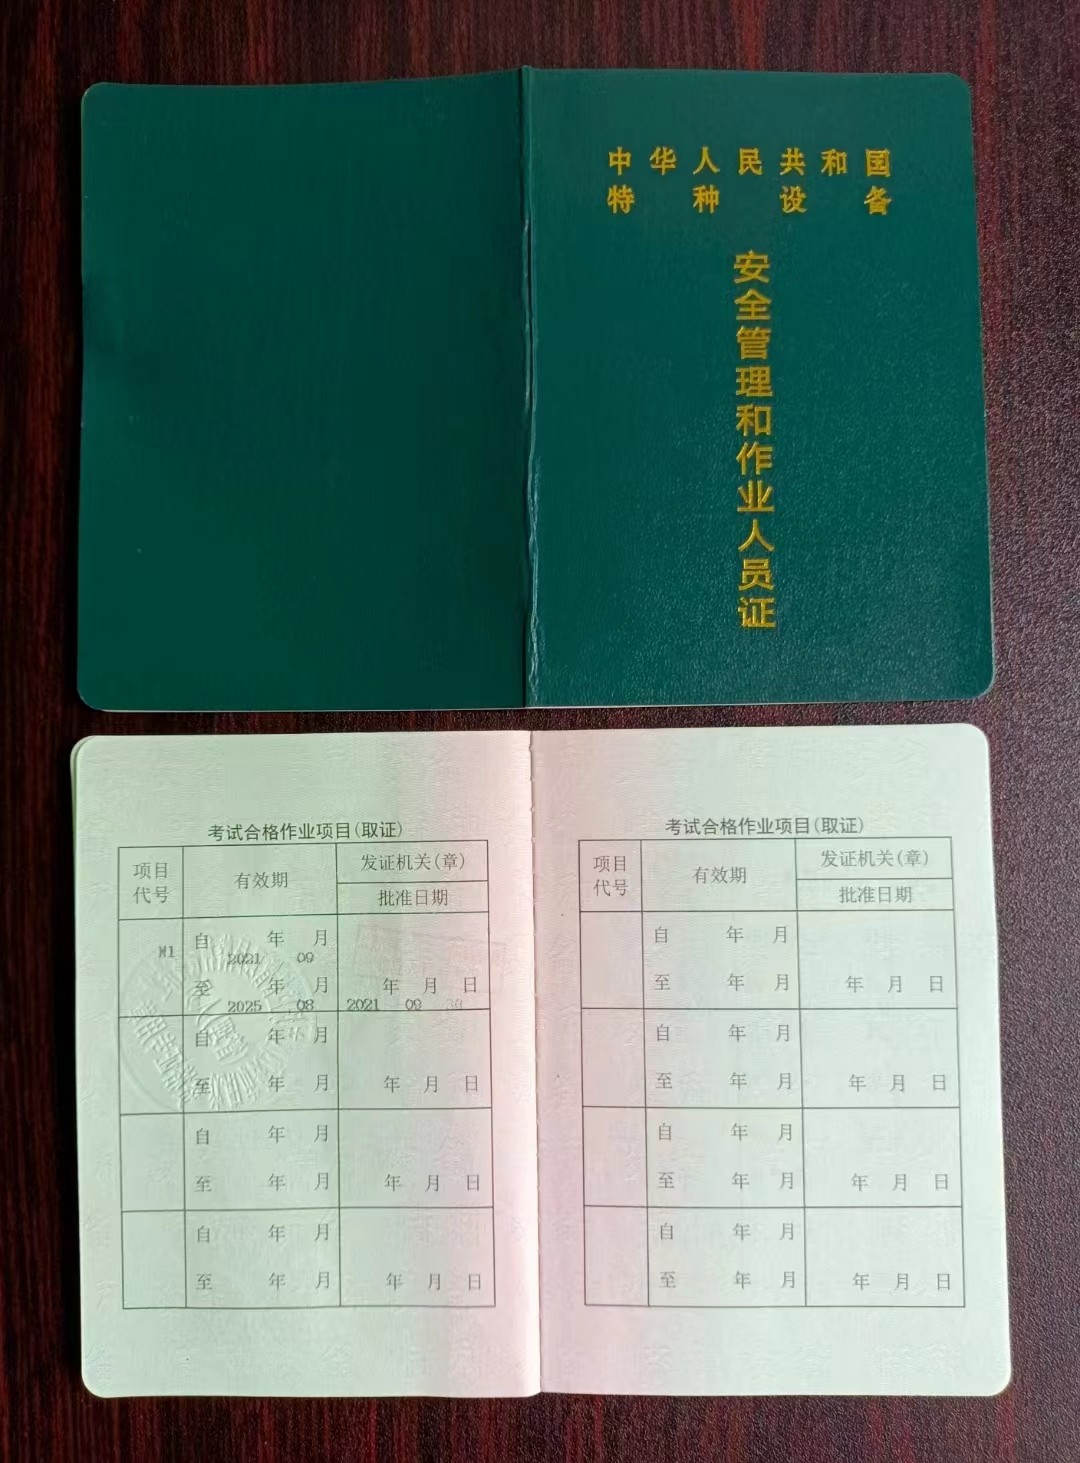 中华人民共和国
特种设备
安全管理和作业人员证
考试合格作业项目(取证)
项目代号 有效期 发证机关(章)
批准日期
N1 自 年 月
2021 09
至 年 月 年 月 日
2025 08 2021 09 30
自 年 月
至 年 月 年 月 日
自 年 月
至 年 月 年 月 日
自 年 月
至 年 月 年 月 日
考试合格作业项目(取证)
项目代号 有效期 发证机关(章)
批准日期
自 年 月
至 年 月 年 月 日
自 年 月
至 年 月 年 月 日
自 年 月
至 年 月 年 月 日
自 年 月
至 年 月 年 月 日